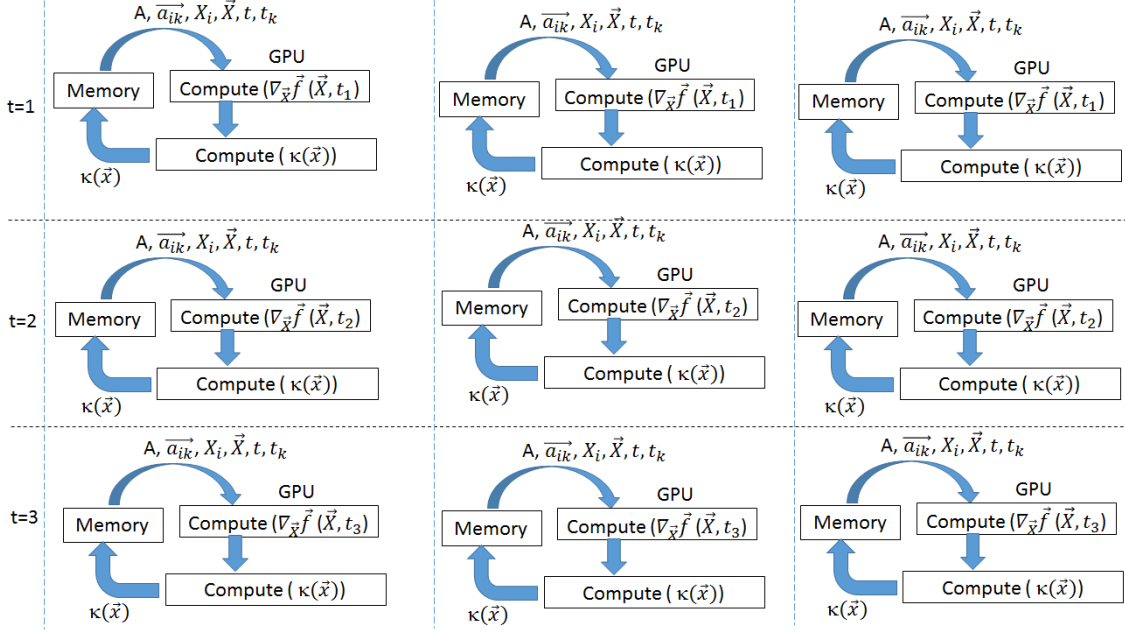 A, $\overrightarrow{a_{ik}}, X_i, \vec{X}, t, t_k$
A, $\overrightarrow{a_{ik}}, X_i, \vec{X}, t, t_k$
A, $\overrightarrow{a_{ik}}, X_i, \vec{X}, t, t_k$
t=1
GPU
Memory
Compute ($\nabla_{\vec{X}} \vec{f}$ ($\vec{X}, t_1$)
Compute ( κ($\vec{x}$))
κ($\vec{x}$)
GPU
Memory
Compute ($\nabla_{\vec{X}} \vec{f}$ ($\vec{X}, t_1$)
Compute ( κ($\vec{x}$))
κ($\vec{x}$)
GPU
Memory
Compute ($\nabla_{\vec{X}} \vec{f}$ ($\vec{X}, t_1$)
Compute ( κ($\vec{x}$))
κ($\vec{x}$)
A, $\overrightarrow{a_{ik}}, X_i, \vec{X}, t, t_k$
A, $\overrightarrow{a_{ik}}, X_i, \vec{X}, t, t_k$
A, $\overrightarrow{a_{ik}}, X_i, \vec{X}, t, t_k$
t=2
GPU
Memory
Compute ($\nabla_{\vec{X}} \vec{f}$ ($\vec{X}, t_2$)
Compute ( κ($\vec{x}$))
κ($\vec{x}$)
GPU
Memory
Compute ($\nabla_{\vec{X}} \vec{f}$ ($\vec{X}, t_2$)
Compute ( κ($\vec{x}$))
κ($\vec{x}$)
GPU
Memory
Compute ($\nabla_{\vec{X}} \vec{f}$ ($\vec{X}, t_2$)
Compute ( κ($\vec{x}$))
κ($\vec{x}$)
A, $\overrightarrow{a_{ik}}, X_i, \vec{X}, t, t_k$
A, $\overrightarrow{a_{ik}}, X_i, \vec{X}, t, t_k$
A, $\overrightarrow{a_{ik}}, X_i, \vec{X}, t, t_k$
t=3
GPU
Memory
Compute ($\nabla_{\vec{X}} \vec{f}$ ($\vec{X}, t_3$)
Compute ( κ($\vec{x}$))
κ($\vec{x}$)
GPU
Memory
Compute ($\nabla_{\vec{X}} \vec{f}$ ($\vec{X}, t_3$)
Compute ( κ($\vec{x}$))
κ($\vec{x}$)
GPU
Memory
Compute ($\nabla_{\vec{X}} \vec{f}$ ($\vec{X}, t_3$)
Compute ( κ($\vec{x}$))
κ($\vec{x}$)